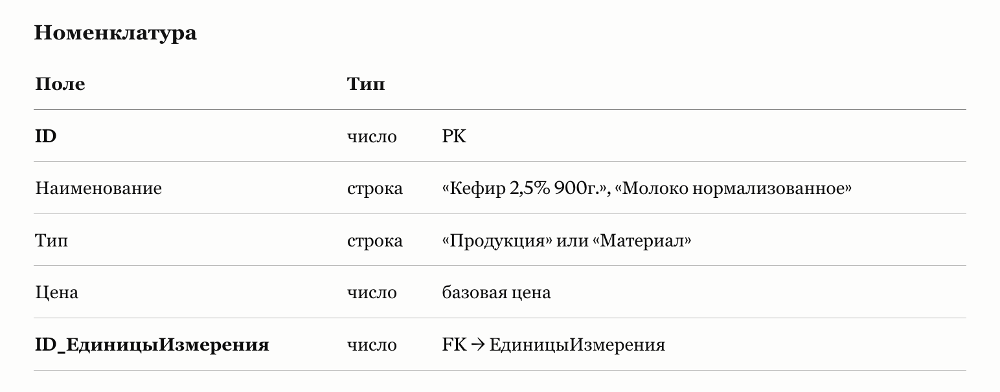 Номенклатура
Поле Тип
ID число PK
Наименование строка «Кефир 2,5% 900г.», «Молоко нормализованное»
Тип строка «Продукция» или «Материал»
Цена число базовая цена
ID_ЕдиницыИзмерения число FK → ЕдиницыИзмерения